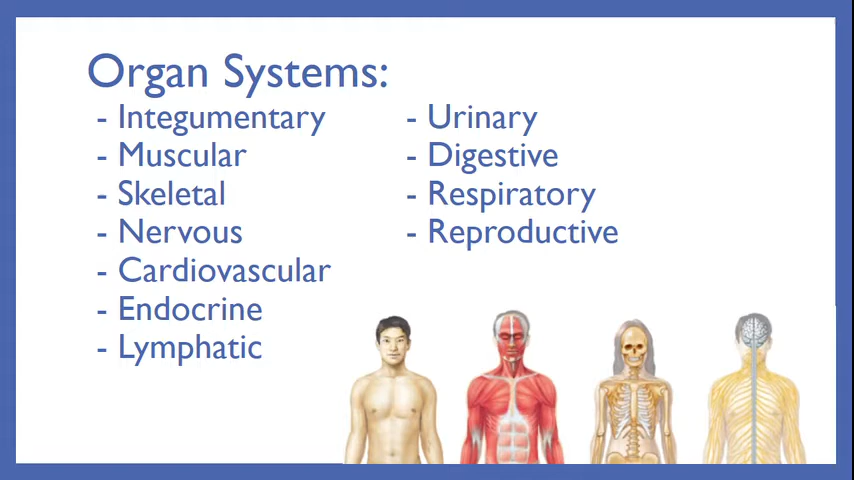 Organ Systems:
- Integumentary
- Muscular
- Skeletal
- Nervous
- Cardiovascular
- Endocrine
- Lymphatic
- Urinary
- Digestive
- Respiratory
- Reproductive